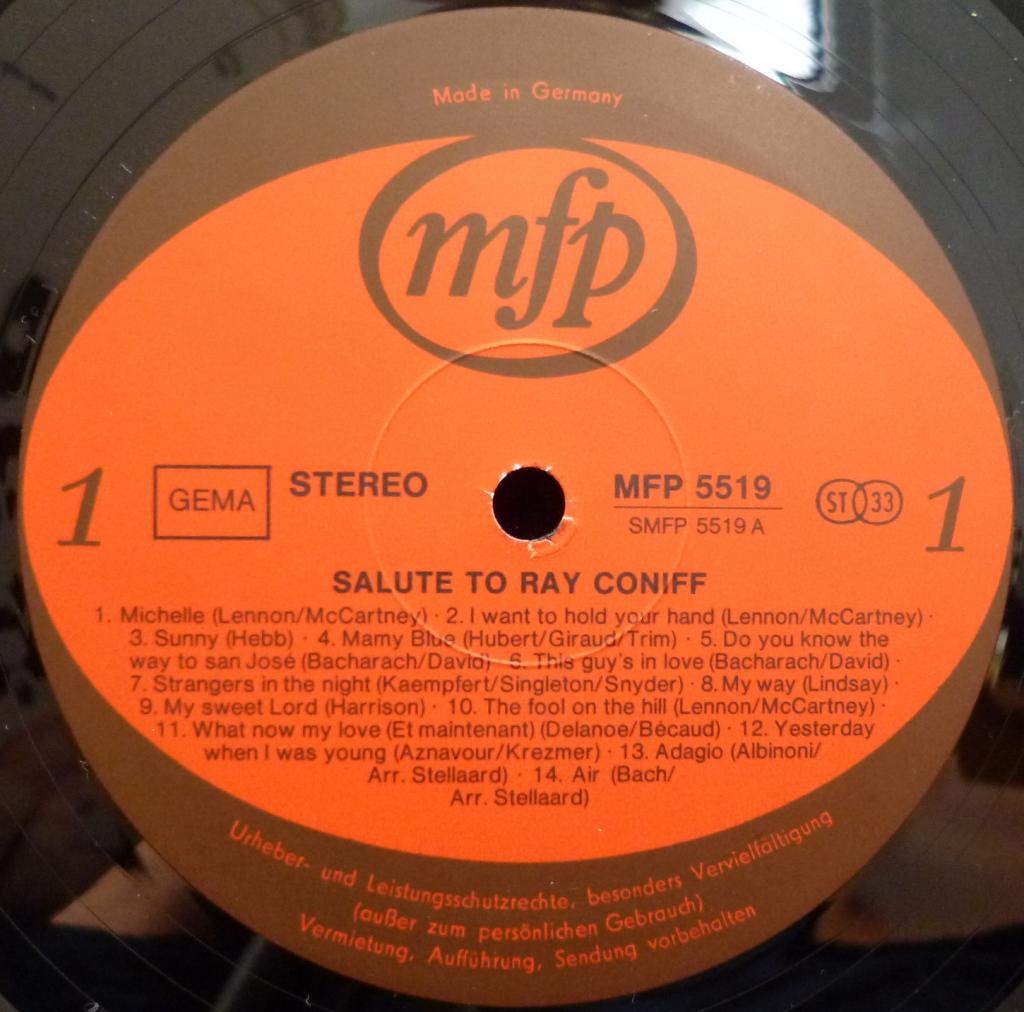 Made in Germany
mfp
1 GEMA STEREO MFP 5519 ST 33 1
SMFP 5519 A
SALUTE TO RAY CONIFF
1. Michelle (Lennon/McCartney) · 2. I want to hold your hand (Lennon/McCartney) ·
3. Sunny (Hebb) · 4. Mamy Blue (Hubert/Giraud/Trim) · 5. Do you know the
way to san José (Bacharach/David) · 6. This guy's in love (Bacharach/David) ·
7. Strangers in the night (Kaempfert/Singleton/Snyder) · 8. My way (Lindsay) ·
9. My sweet Lord (Harrison) · 10. The fool on the hill (Lennon/McCartney) ·
11. What now my love (Et maintenant) (Delanoe/Bécaud) · 12. Yesterday
when I was young (Aznavour/Krezmer) · 13. Adagio (Albinoni/
Arr. Stellaard) · 14. Air (Bach/
Arr. Stellaard)
Urheber- und Leistungsschutzrechte, besonders Vervielfältigung
(außer zum persönlichen Gebrauch)
Vermietung, Aufführung, Sendung vorbehalten